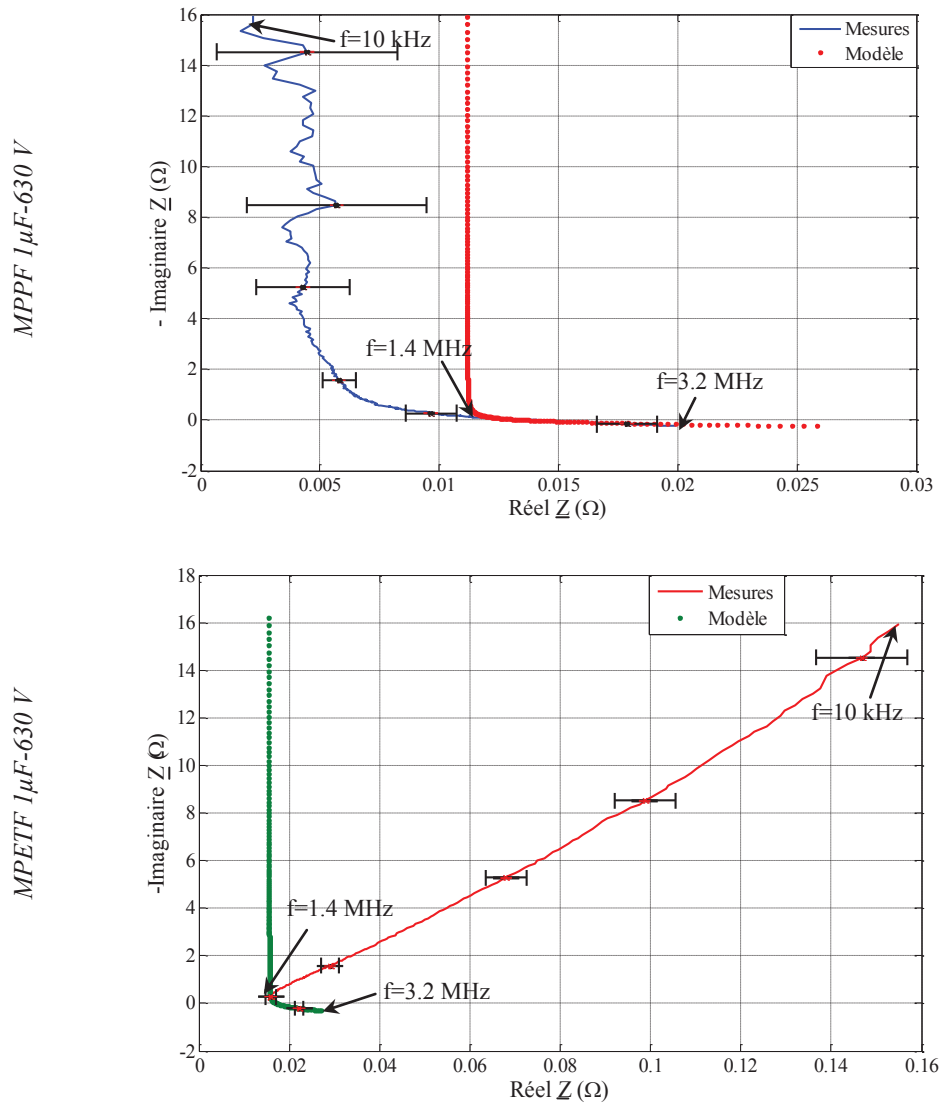 MPPF 1µF-630 V
- Imaginaire Z (Ω)
16
14
12
10
8
6
4
2
0
-2
0
0.005
0.01
0.015
0.02
0.025
0.03
Réel Z (Ω)
Mesures
Modèle
f=10 kHz
f=1.4 MHz
f=3.2 MHz
MPETF 1µF-630 V
-Imaginaire Z (Ω)
18
16
14
12
10
8
6
4
2
0
-2
0
0.02
0.04
0.06
0.08
0.1
0.12
0.14
0.16
Réel Z (Ω)
Mesures
Modèle
f=10 kHz
f=1.4 MHz
f=3.2 MHz